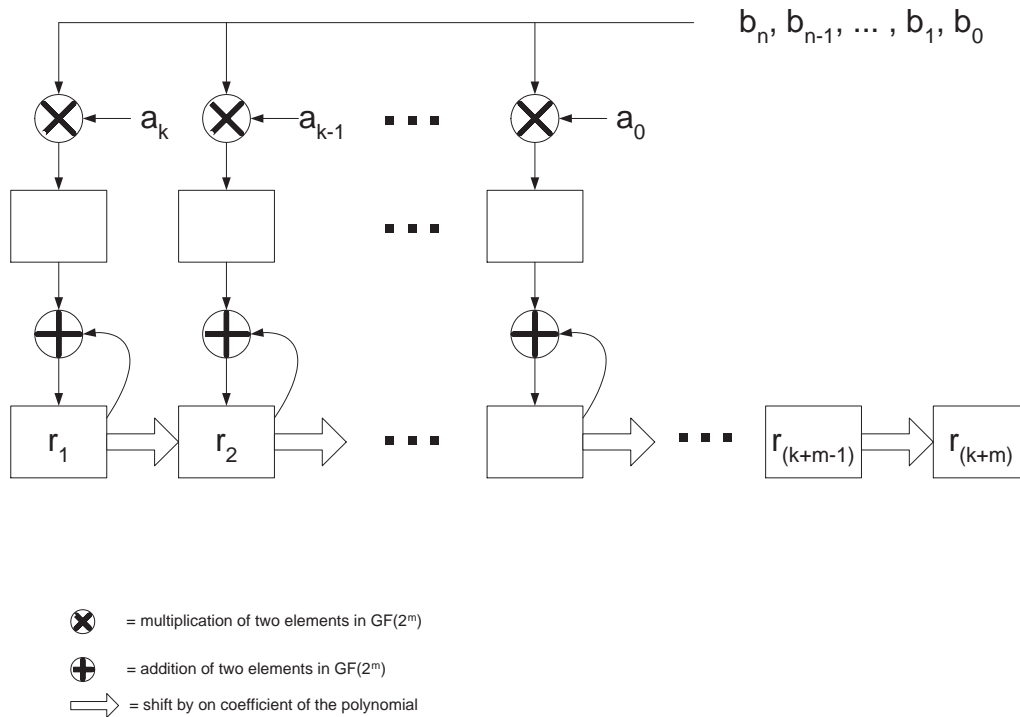 b_n, b_{n-1}, ... , b_1, b_0
a_k
a_{k-1}
a_0
r_1
r_2
r_{(k+m-1)}
r_{(k+m)}
= multiplication of two elements in GF(2^m)
= addition of two elements in GF(2^m)
= shift by on coefficient of the polynomial